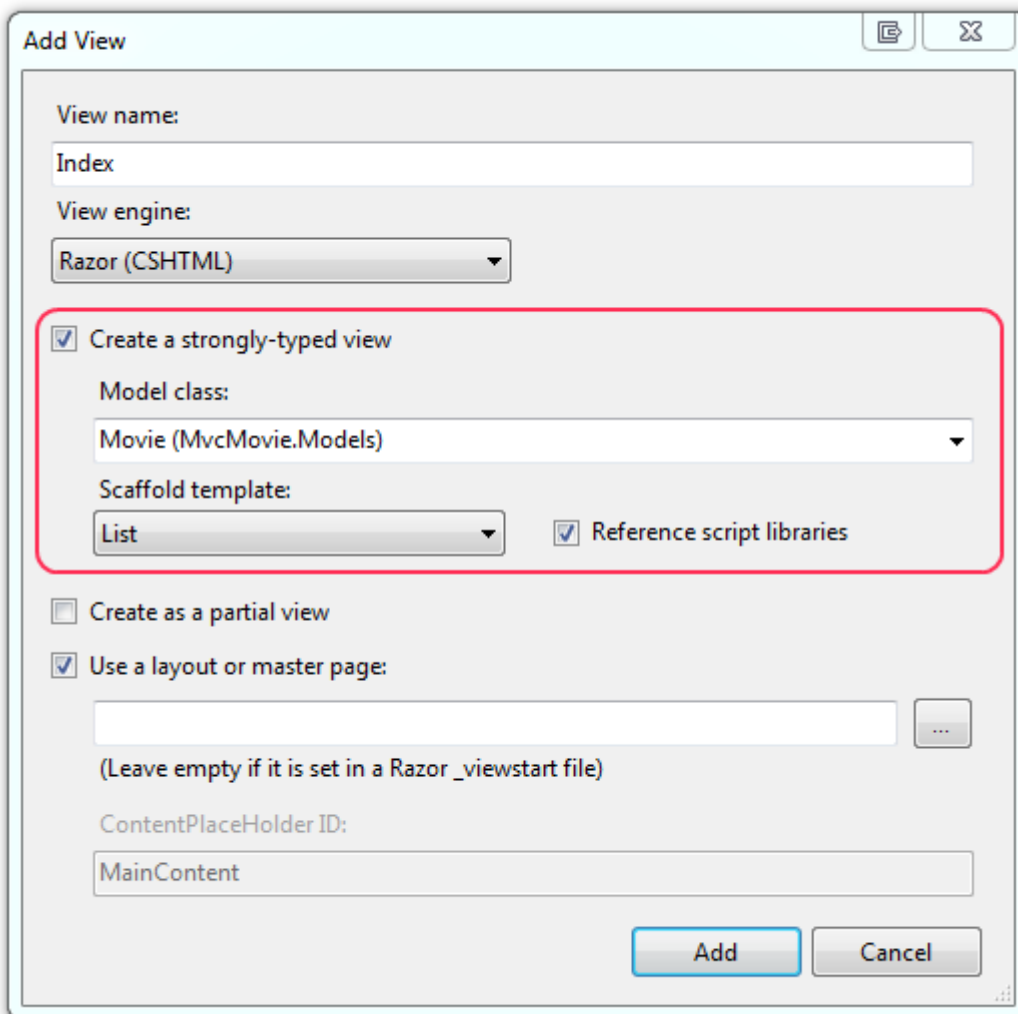 Add View
View name:
Index
View engine:
Razor (CSHTML)
Create a strongly-typed view
Model class:
Movie (MvcMovie.Models)
Scaffold template:
List
Reference script libraries
Create as a partial view
Use a layout or master page:
...
(Leave empty if it is set in a Razor _viewstart file)
ContentPlaceHolder ID:
MainContent
Add Cancel